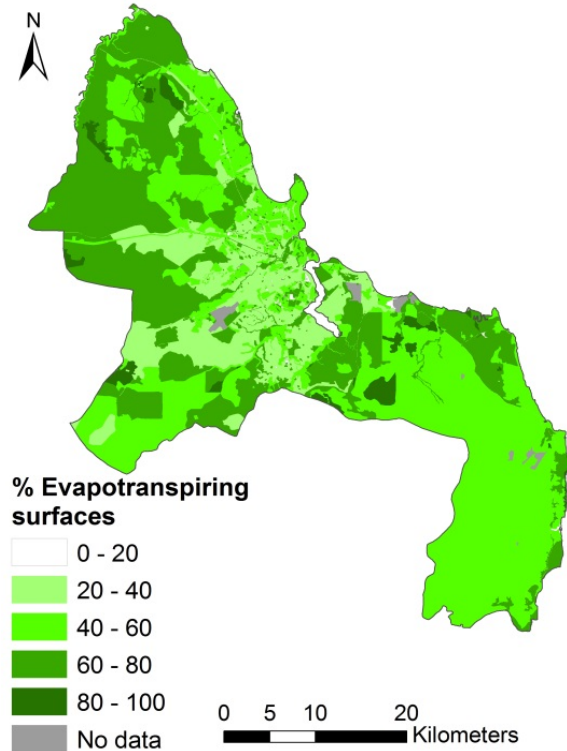 N
% Evapotranspiring
surfaces
0 - 20
20 - 40
40 - 60
60 - 80
80 - 100
No data
0 5 10 20
Kilometers